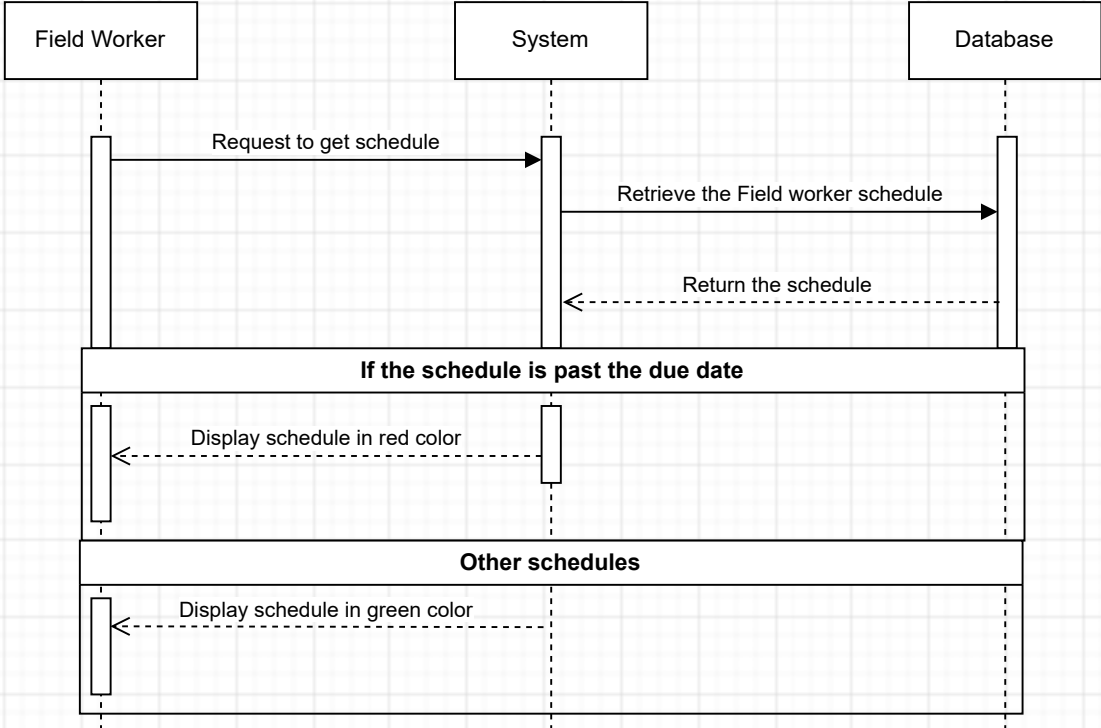 Field Worker
System
Database
Request to get schedule
Retrieve the Field worker schedule
Return the schedule
If the schedule is past the due date
Display schedule in red color
Other schedules
Display schedule in green color